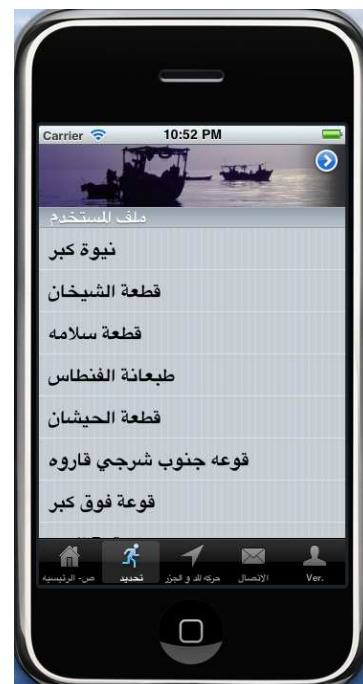 Carrier 10:52 PM
ملف المستخدم
نيوة كبر
قطعة الشيخان
قطعة سلامه
طبعانة الفنطاس
قطعة الحيشان
قوعه جنوب شرجي قاروه
قوعة فوق كبر
ص- الرئيسيه تحديد حركة المد و الجزر الاتصال Ver.